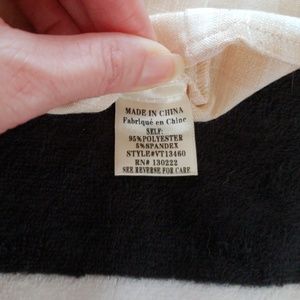 MADE IN CHINA
Fabriqué en Chine
SELF:
95%POLYESTER
5%SPANDEX
STYLE#VT13460
RN# 130222
SEE REVERSE FOR CARE